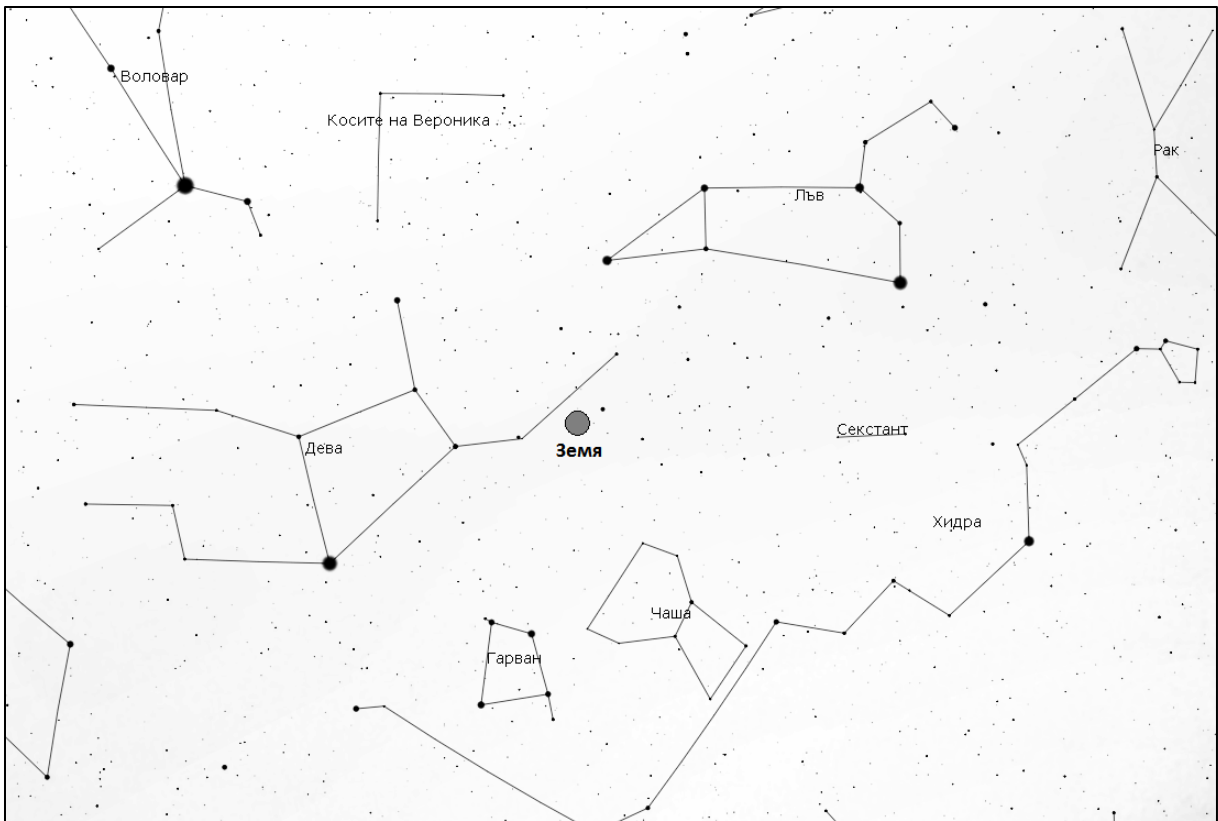 Воловар
Косите на Вероника
Рак
Лъв
Секстант
Дева
Земя
Хидра
Чаша
Гарван